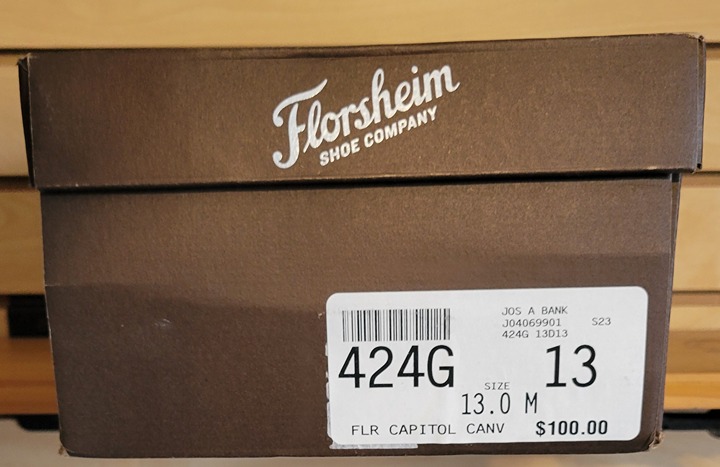 Florsheim
SHOE COMPANY
JOS A BANK
J04069901 S23
424G 13D13
424G SIZE 13
13.0 M
FLR CAPITOL CANV $100.00